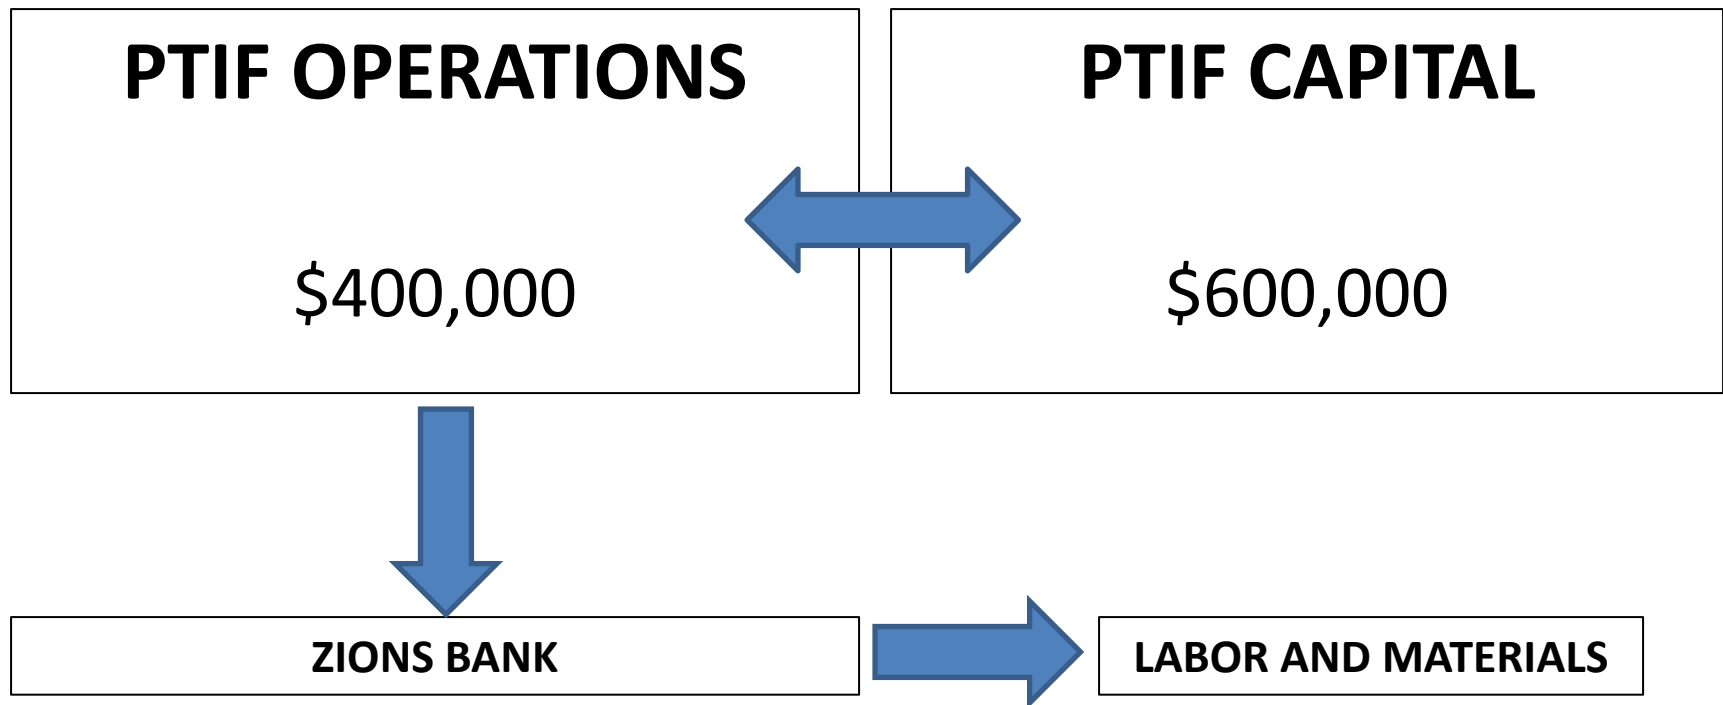 PTIF OPERATIONS
$400,000
PTIF CAPITAL
$600,000
ZIONS BANK
LABOR AND MATERIALS